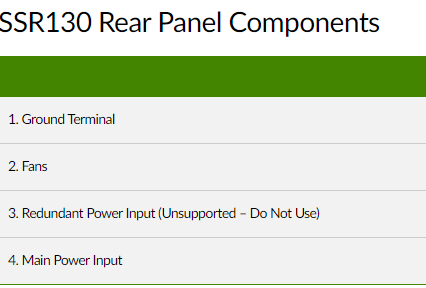 SSR130 Rear Panel Components
1. Ground Terminal
2. Fans
3. Redundant Power Input (Unsupported – Do Not Use)
4. Main Power Input